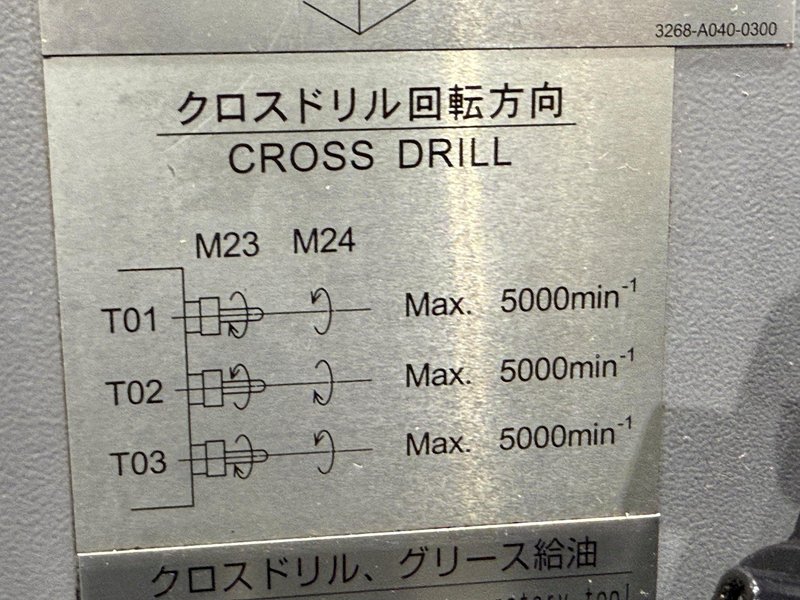 3268-A040-0300
クロスドリル回転方向
CROSS DRILL
M23 M24
T01 Max. 5000min⁻¹
T02 Max. 5000min⁻¹
T03 Max. 5000min⁻¹
クロスドリル、グリース給油
tool